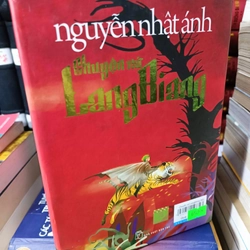 nguyễn nhật ánh
Chuyện xứ
Lang Biang